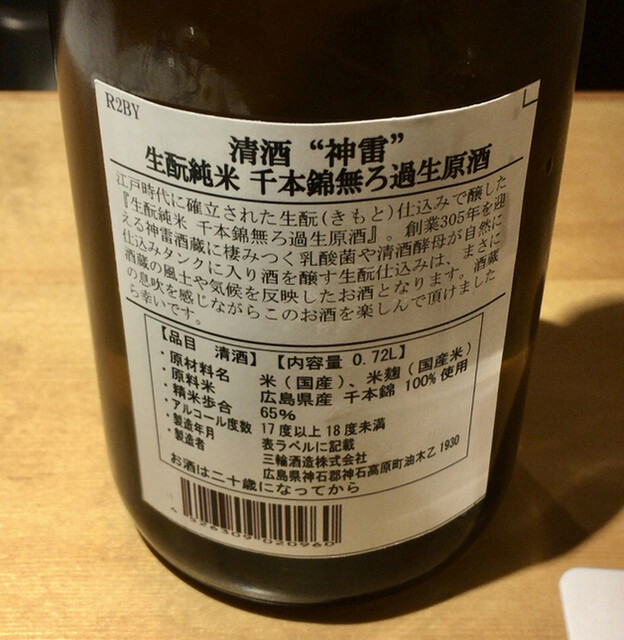 R2BY
清酒 “神雷”
生酛純米 千本錦無ろ過生原酒
江戸時代に確立された生酛(きもと)仕込みで醸した
『生酛純米 千本錦無ろ過生原酒』。創業305年を迎
える神雷酒蔵に棲みつく乳酸菌や清酒酵母が自然に
仕込みタンクに入り酒を醸す生酛仕込みは、まさに
酒蔵の風土や気候を反映したお酒となります。酒蔵
の息吹を感じながらこのお酒を楽しんで頂けました
ら幸いです。
【品目 清酒】【内容量 0.72L】
・原材料名 米（国産）、米麹（国産米）
・原料米 広島県産 千本錦 100%使用
・精米歩合 65%
・アルコール度数 17度以上18度未満
・製造年月 表ラベルに記載
・製造者 三輪酒造株式会社
広島県神石郡神石高原町油木乙1930
お酒は二十歳になってから
4 526309 020960